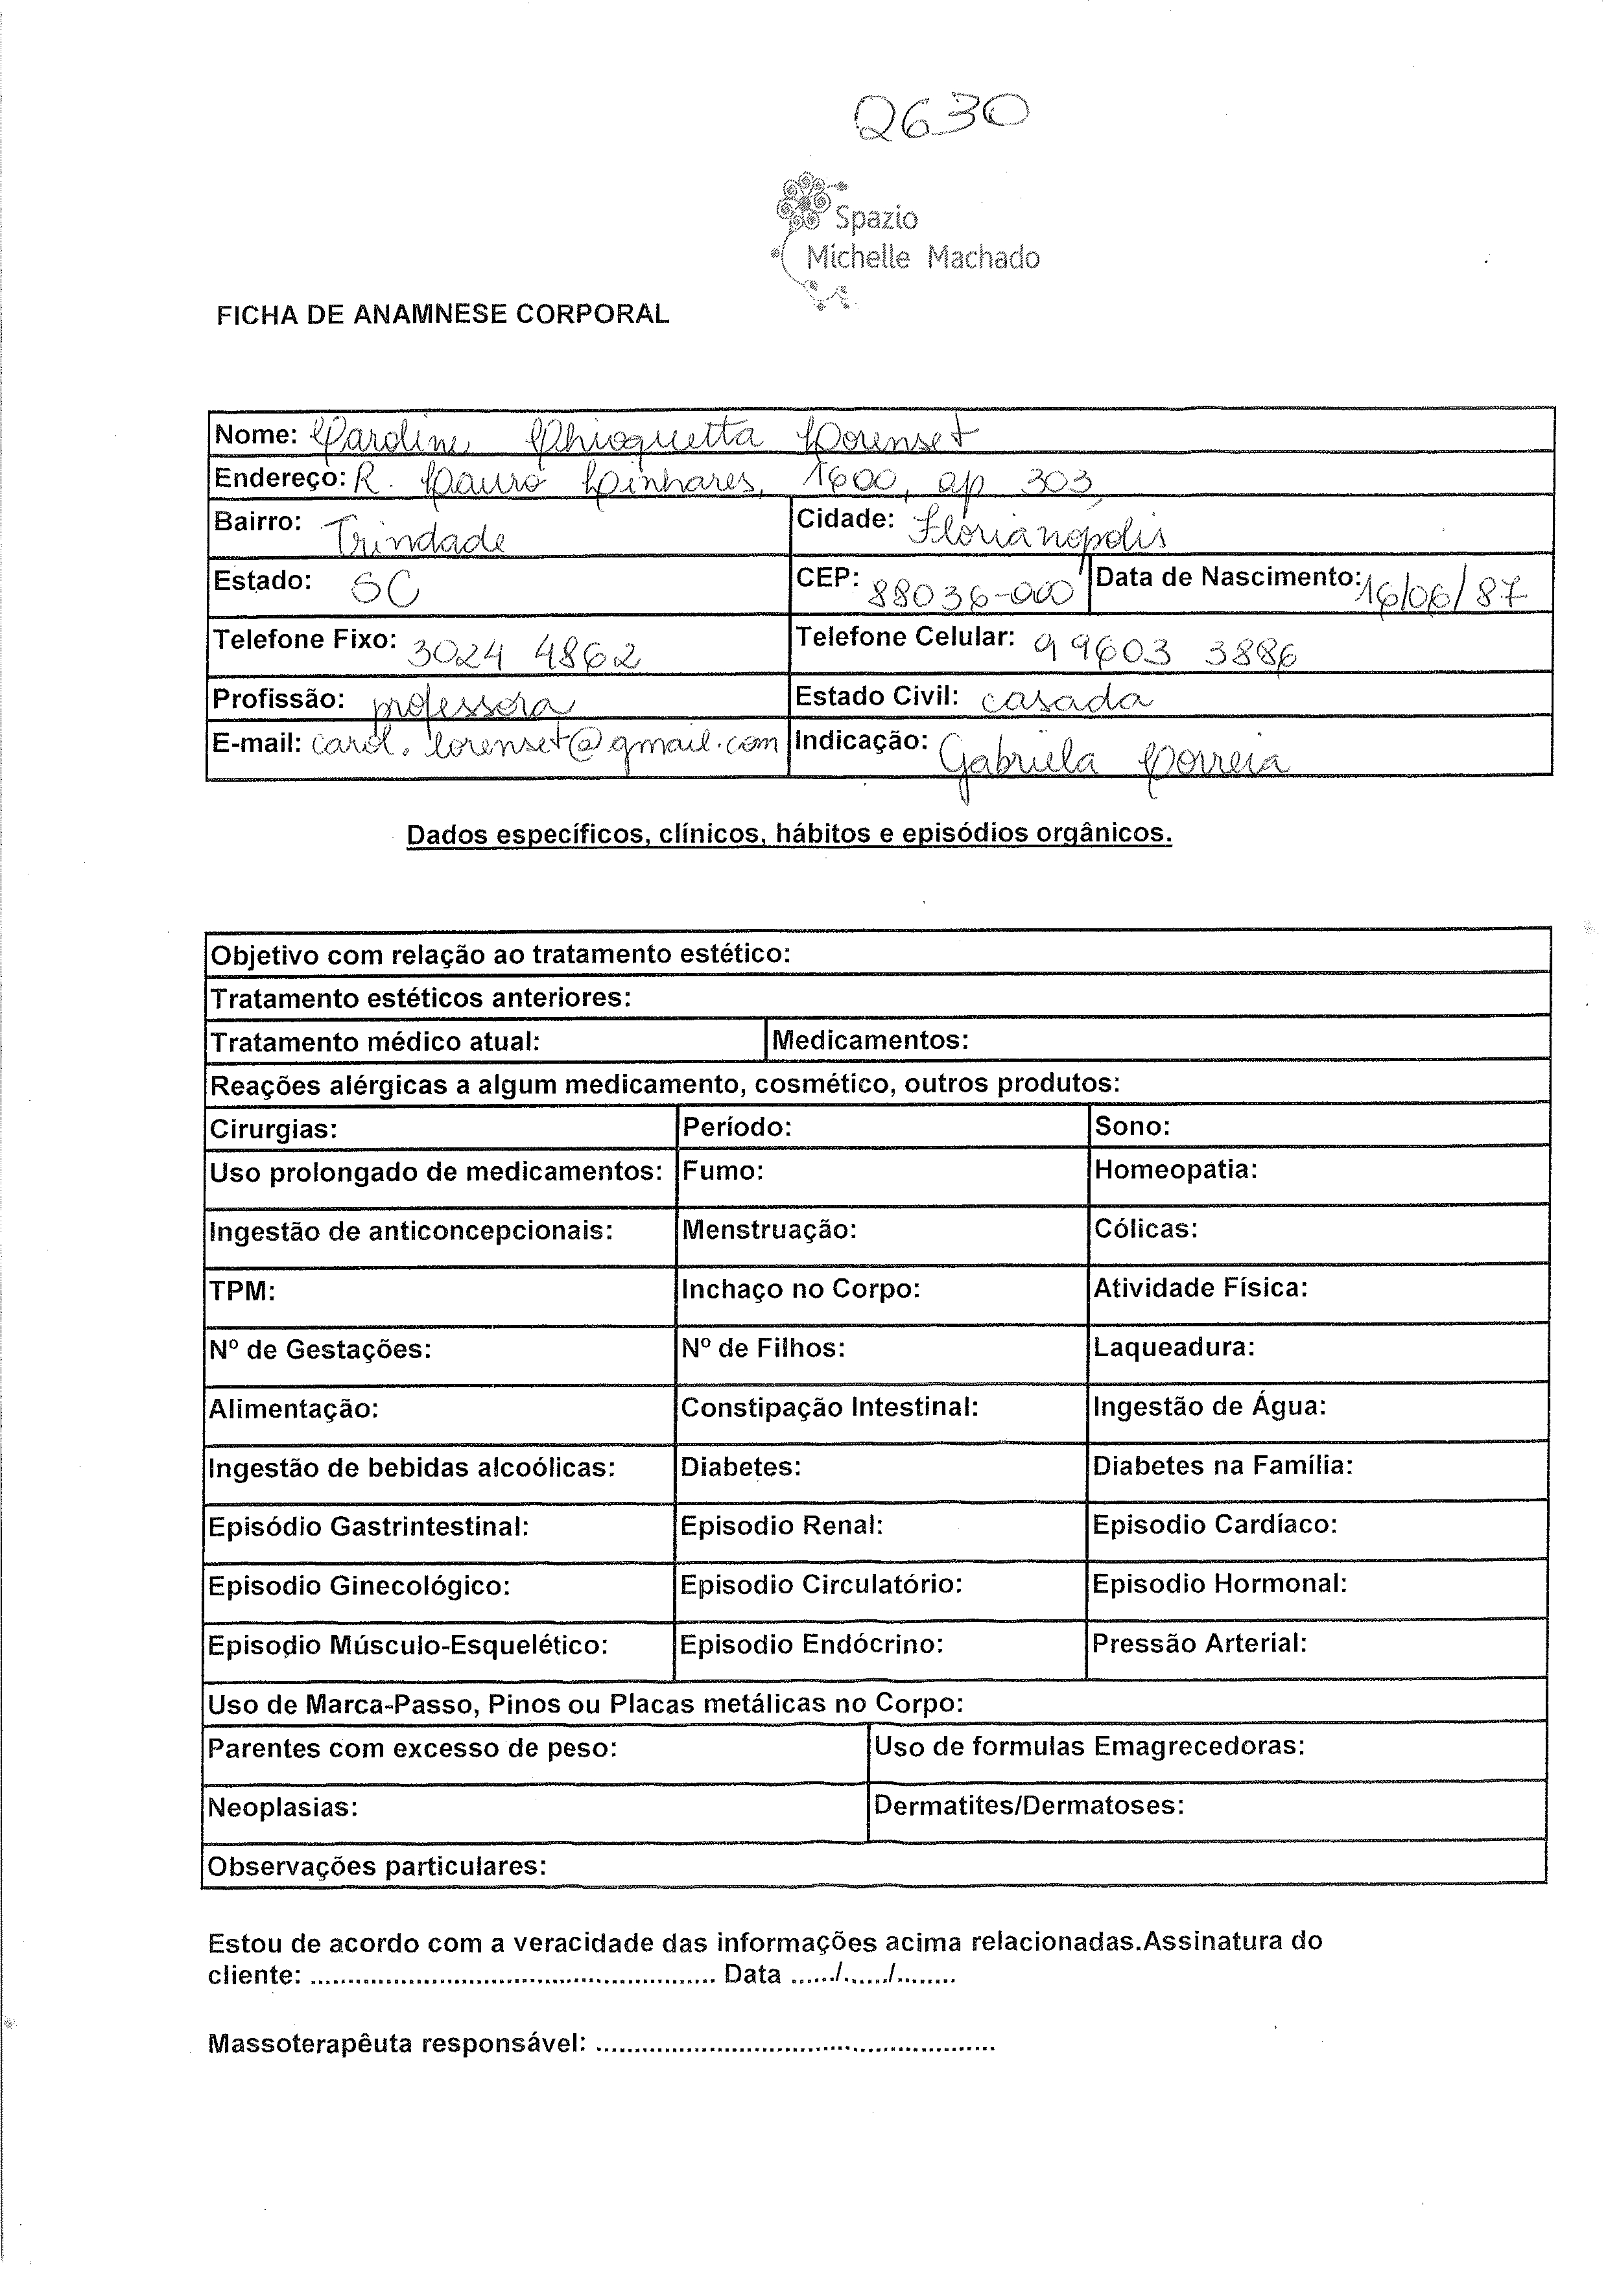 2630
Spazio
Michelle Machado
FICHA DE ANAMNESE CORPORAL
Nome: Caroline Chioquetta Lorenset
Endereço: R. Lauro Linhares, 1600, ap 303
Bairro: Trindade Cidade: Florianópolis
Estado: SC CEP: 88036-000 Data de Nascimento: 16/06/87
Telefone Fixo: 3024 4862 Telefone Celular: 99603 3886
Profissão: professora Estado Civil: casada
E-mail: carol.lorenset@gmail.com Indicação: Gabriela Correia
Dados específicos, clínicos, hábitos e episódios orgânicos.
Objetivo com relação ao tratamento estético:
Tratamento estéticos anteriores:
Tratamento médico atual: Medicamentos:
Reações alérgicas a algum medicamento, cosmético, outros produtos:
Cirurgias: Período: Sono:
Uso prolongado de medicamentos: Fumo: Homeopatia:
Ingestão de anticoncepcionais: Menstruação: Cólicas:
TPM: Inchaço no Corpo: Atividade Física:
Nº de Gestações: Nº de Filhos: Laqueadura:
Alimentação: Constipação Intestinal: Ingestão de Água:
Ingestão de bebidas alcoólicas: Diabetes: Diabetes na Família:
Episódio Gastrintestinal: Episodio Renal: Episodio Cardíaco:
Episodio Ginecológico: Episodio Circulatório: Episodio Hormonal:
Episodio Músculo-Esquelético: Episodio Endócrino: Pressão Arterial:
Uso de Marca-Passo, Pinos ou Placas metálicas no Corpo:
Parentes com excesso de peso: Uso de formulas Emagrecedoras:
Neoplasias: Dermatites/Dermatoses:
Observações particulares:
Estou de acordo com a veracidade das informações acima relacionadas.Assinatura do
cliente: ..................................................... Data ....../....../........
Massoterapêuta responsável: ....................................................